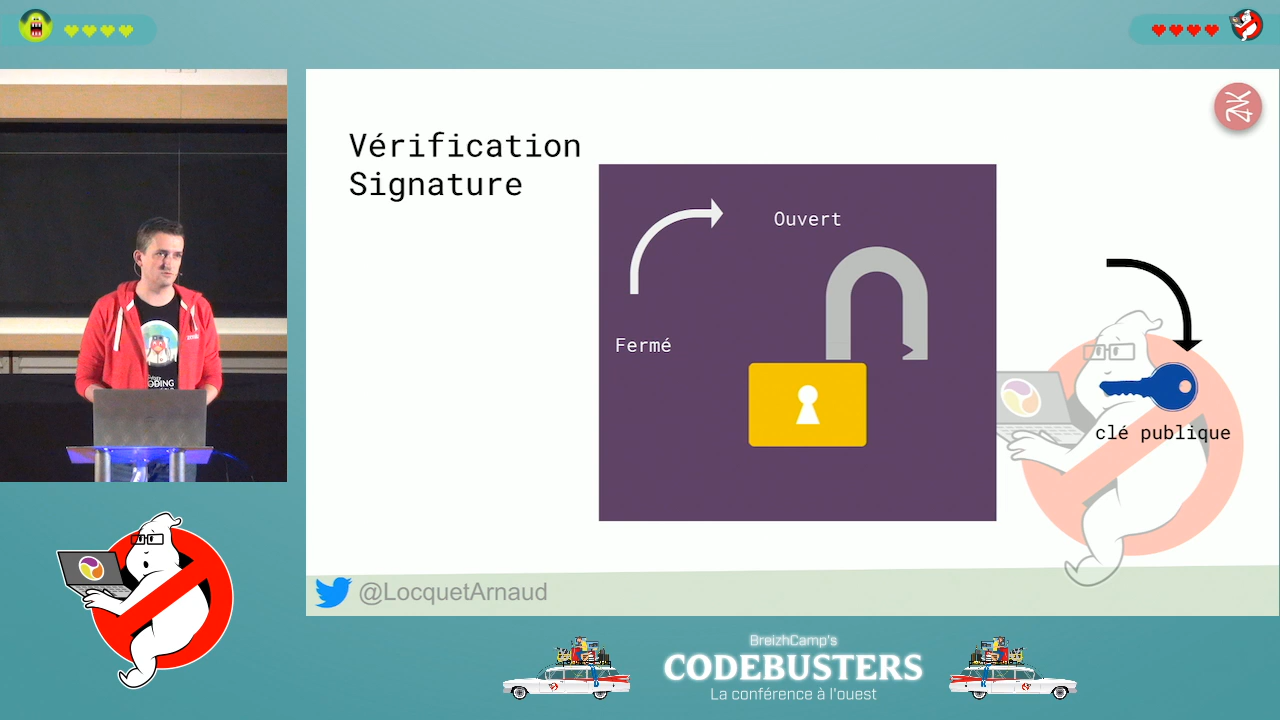 Vérification
Signature
Ouvert
Fermé
clé publique
@LocquetArnaud
BreizhCamp's
CODEBUSTERS
La conférence à l'ouest